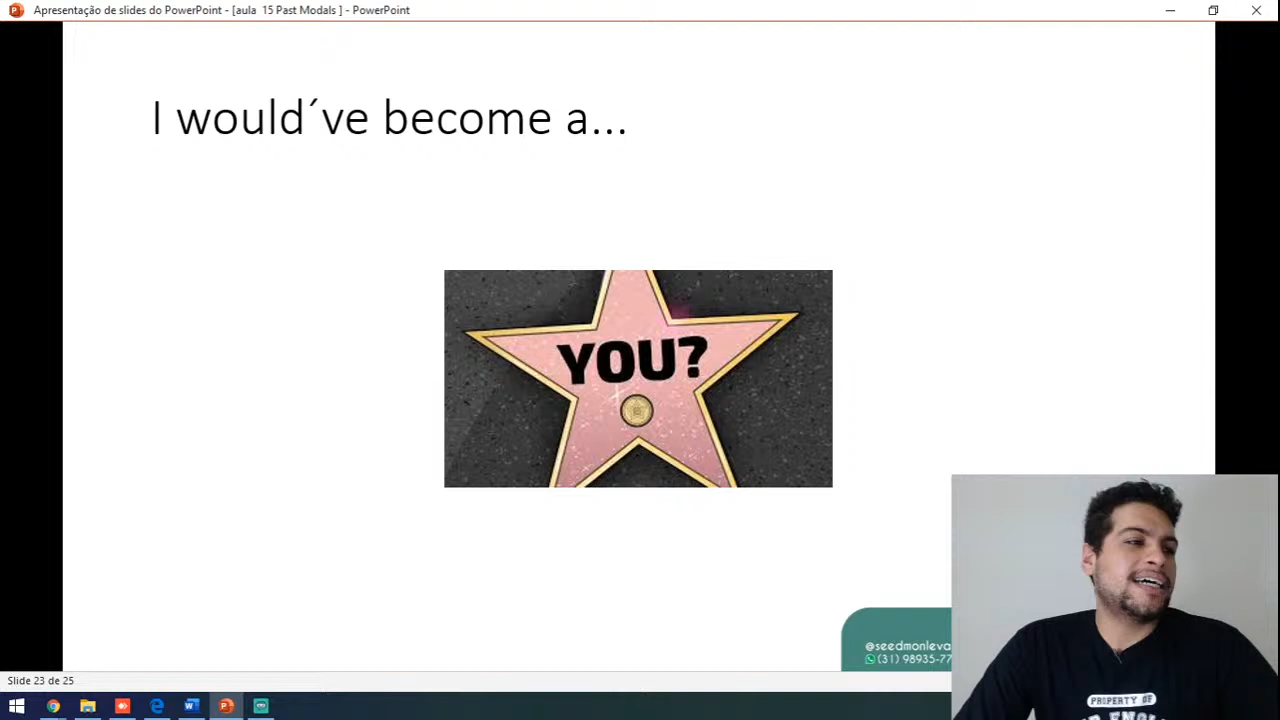 Apresentação de slides do PowerPoint - [aula 15 Past Modals ] - PowerPoint
I would´ve become a...
YOU?
@seedmonleva
(31) 98935-77
PROPERTY OF
Slide 23 de 25